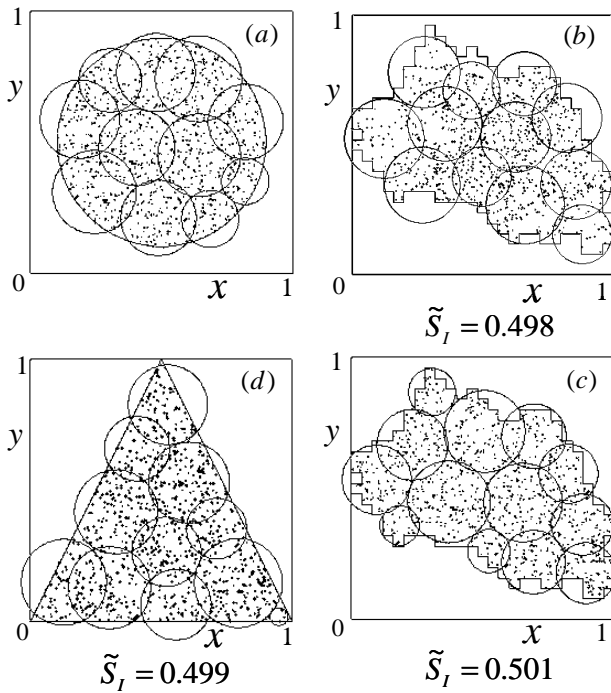 1
(a)
y
0
x
1
1
(b)
y
0
x
1
S̃_I = 0.498
1
(d)
y
0
x
1
S̃_I = 0.499
1
(c)
y
0
x
1
S̃_I = 0.501